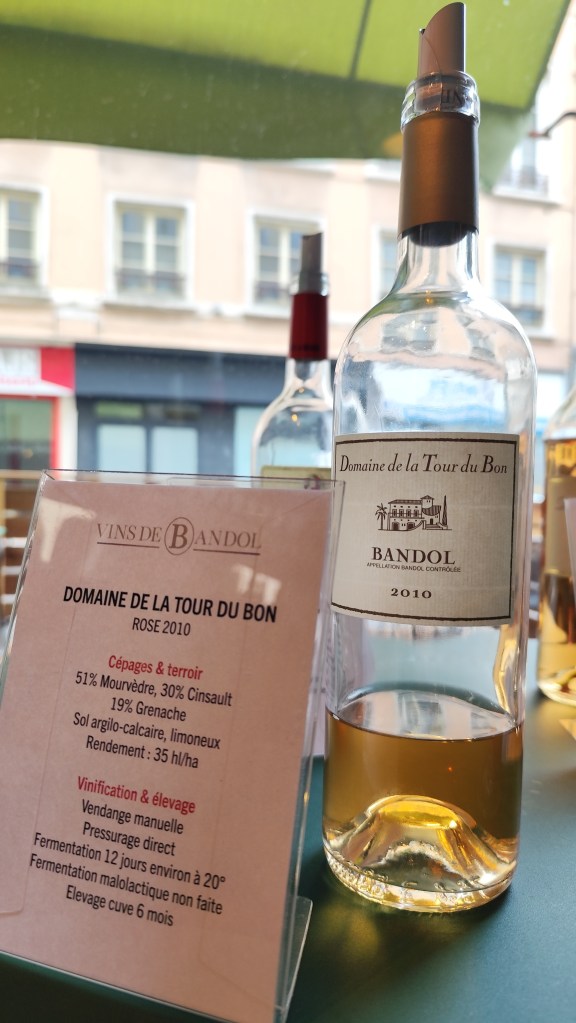 VINS DE BANDOL
DOMAINE DE LA TOUR DU BON
ROSE 2010
Cépages & terroir
51% Mourvèdre, 30% Cinsault
19% Grenache
Sol argilo-calcaire, limoneux
Rendement : 35 hl/ha
Vinification & élevage
Vendange manuelle
Pressurage direct
Fermentation 12 jours environ à 20°
Fermentation malolactique non faite
Elevage cuve 6 mois
Domaine de la Tour du Bon
BANDOL
APPELLATION BANDOL CONTRÔLÉE
2010